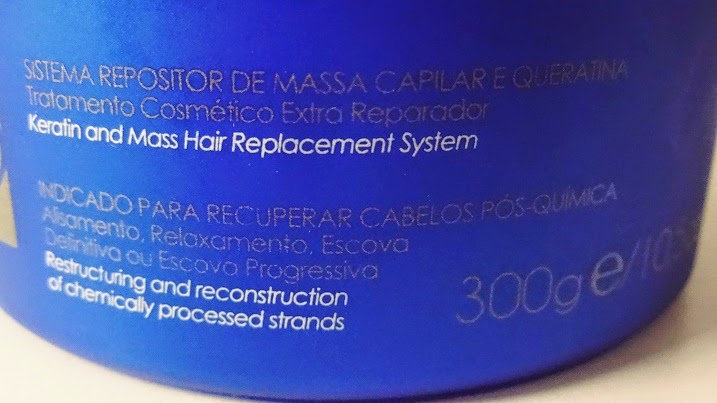 SISTEMA REPOSITOR DE MASSA CAPILAR E QUERATINA
Tratamento Cosmético Extra Reparador
Keratin and Mass Hair Replacement System
INDICADO PARA RECUPERAR CABELOS PÓS-QUÍMICA
Alisamento, Relaxamento, Escova
Definitiva ou Escova Progressiva
Restructuring and reconstruction
of chemically processed strands
300g e/10.